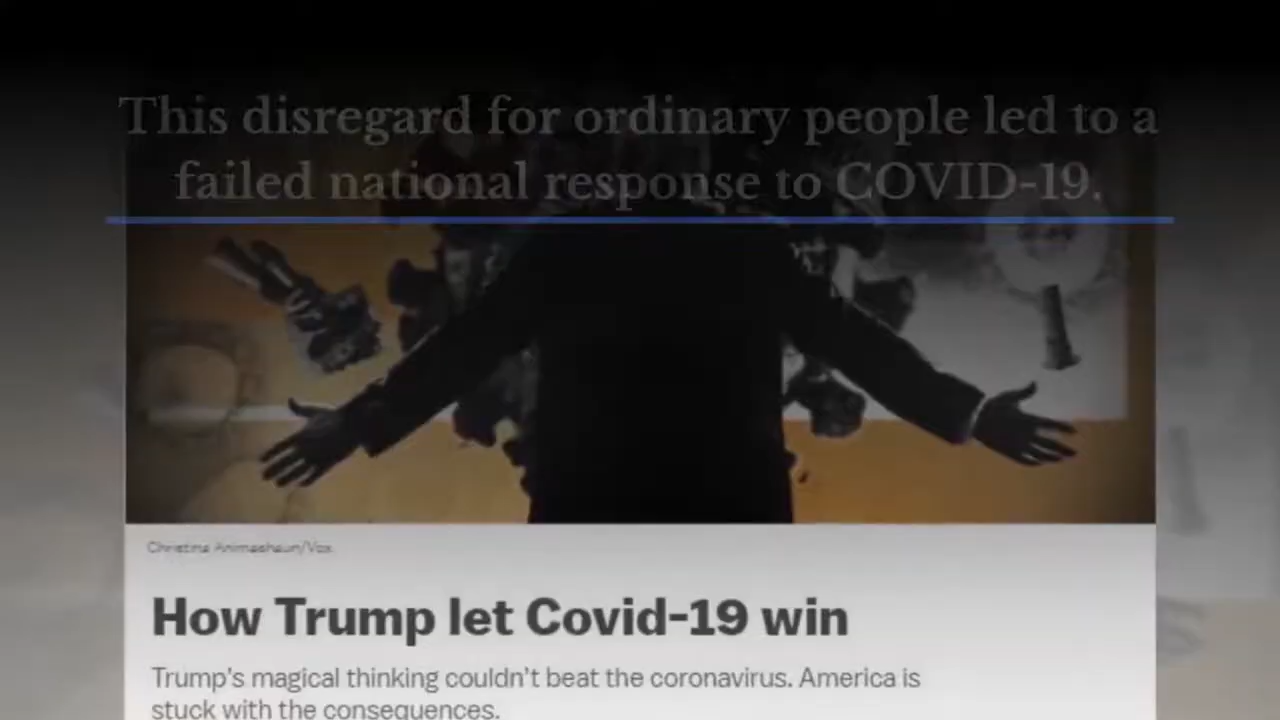 This disregard for ordinary people led to a
failed national response to COVID-19.
Christina Animashaun/Vox
How Trump let Covid-19 win
Trump's magical thinking couldn't beat the coronavirus. America is
stuck with the consequences.